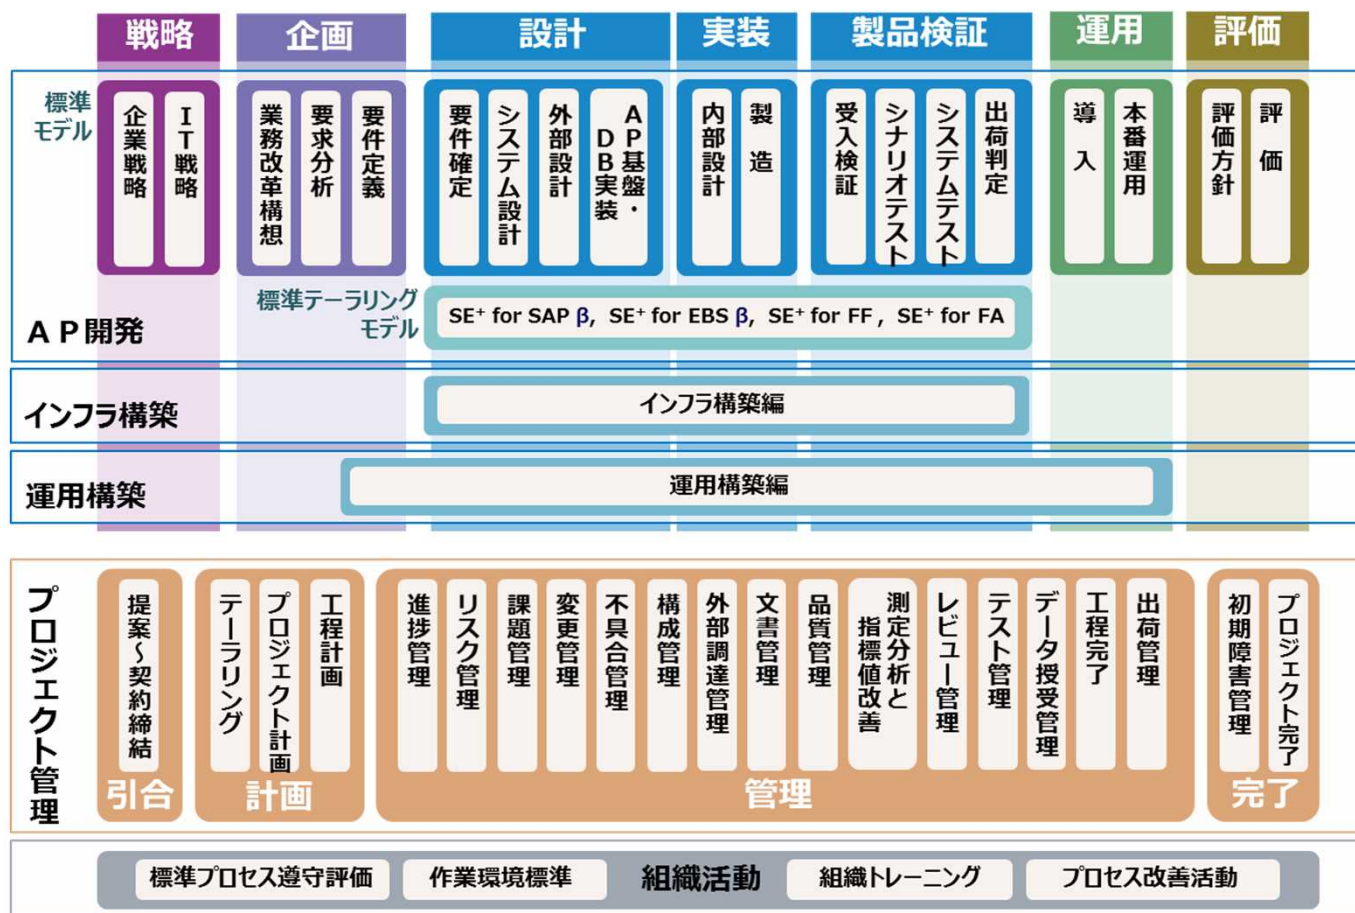 戦略
企画
設計
実装
製品検証
運用
評価
標準
モデル
企業戦略
IT戦略
業務改革構想
要求分析
要件定義
要件確定
システム設計
外部設計
AP基盤・
DB実装
内部設計
製造
受入検証
シナリオテスト
システムテスト
出荷判定
導入
本番運用
評価方針
評価
標準テーラリング
モデル
SE+ for SAP β, SE+ for EBS β, SE+ for FF , SE+ for FA
AP開発
インフラ構築
インフラ構築編
運用構築
運用構築編
プロジェクト管理
提案～契約締結
引合
テーラリング
プロジェクト計画
工程計画
計画
進捗管理
リスク管理
課題管理
変更管理
不具合管理
構成管理
外部調達管理
文書管理
品質管理
測定分析と
指標値改善
レビュー管理
テスト管理
データ授受管理
工程完了
出荷管理
管理
初期障害管理
プロジェクト完了
完了
標準プロセス遵守評価
作業環境標準
組織活動
組織トレーニング
プロセス改善活動